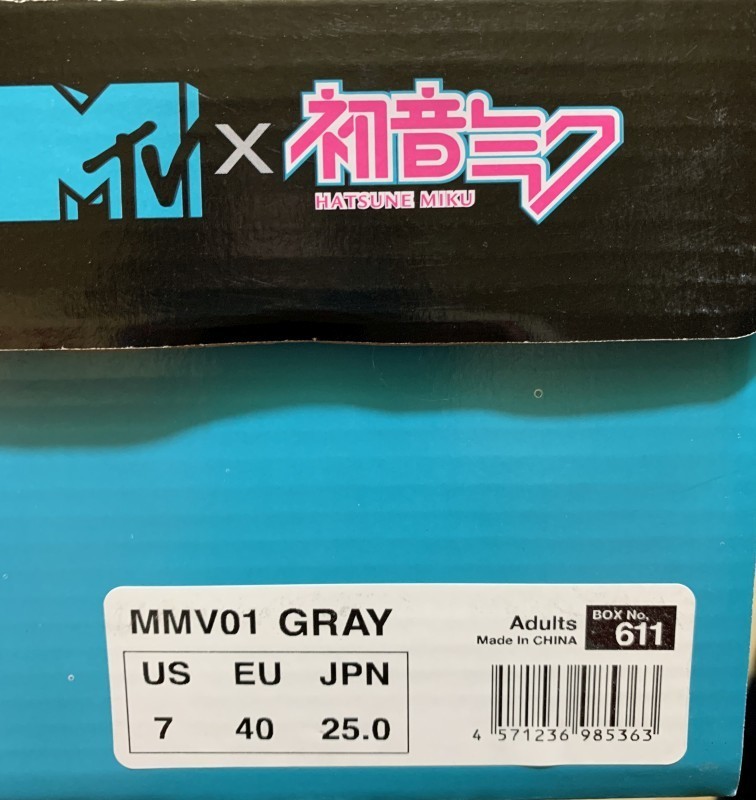 MTV X 初音ミク
HATSUNE MIKU
MMV01 GRAY
Adults
Made In CHINA
BOX No.
611
US EU JPN
7 40 25.0
4 571236 985363